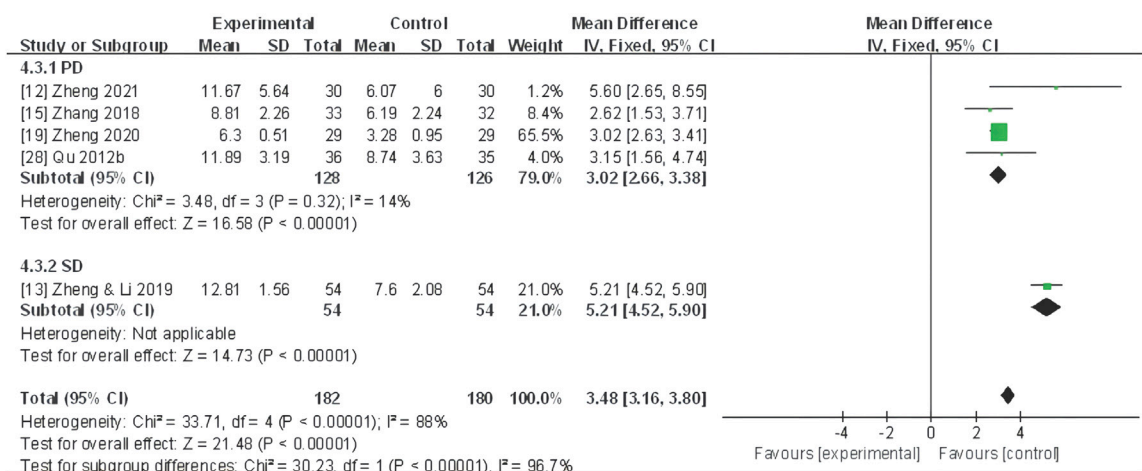 Experimental Control Mean Difference Mean Difference
Study or Subgroup Mean SD Total Mean SD Total Weight IV, Fixed, 95% CI IV, Fixed, 95% CI
4.3.1 PD
[12] Zheng 2021 11.67 5.64 30 6.07 6 30 1.2% 5.60 [2.65, 8.55]
[15] Zhang 2018 8.81 2.26 33 6.19 2.24 32 8.4% 2.62 [1.53, 3.71]
[19] Zheng 2020 6.3 0.51 29 3.28 0.95 29 65.5% 3.02 [2.63, 3.41]
[28] Qu 2012b 11.89 3.19 36 8.74 3.63 35 4.0% 3.15 [1.56, 4.74]
Subtotal (95% CI) 128 126 79.0% 3.02 [2.66, 3.38]
Heterogeneity: Chi² = 3.48, df = 3 (P = 0.32); I² = 14%
Test for overall effect: Z = 16.58 (P < 0.00001)
4.3.2 SD
[13] Zheng & Li 2019 12.81 1.56 54 7.6 2.08 54 21.0% 5.21 [4.52, 5.90]
Subtotal (95% CI) 54 54 21.0% 5.21 [4.52, 5.90]
Heterogeneity: Not applicable
Test for overall effect: Z = 14.73 (P < 0.00001)
Total (95% CI) 182 180 100.0% 3.48 [3.16, 3.80]
Heterogeneity: Chi² = 33.71, df = 4 (P < 0.00001); I² = 88%
Test for overall effect: Z = 21.48 (P < 0.00001)
Test for subgroup differences: Chi² = 30.23, df = 1 (P < 0.00001), I² = 96.7%
-4 -2 0 2 4
Favours [experimental] Favours [control]